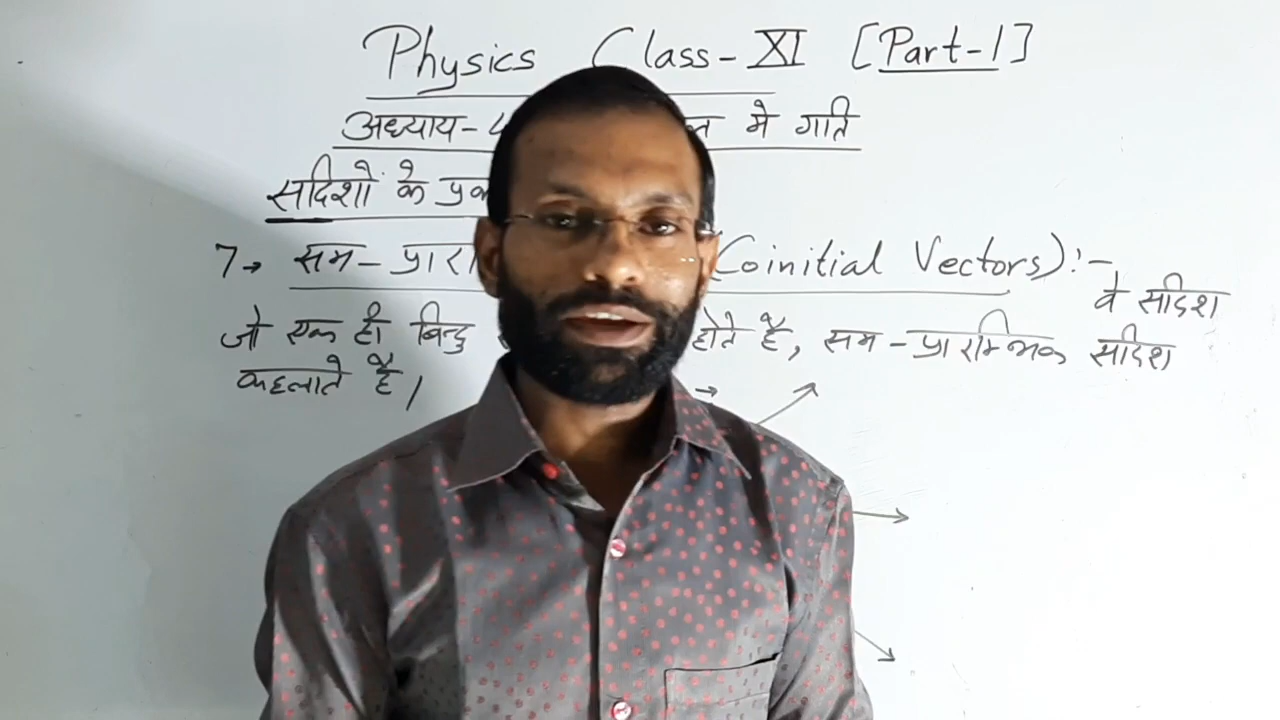 Physics Class-XI [Part-1]
अध्याय-4 में गति
सदिशों के
7→ सम- (Coinitial Vectors):- वे सदिश
जो एक ही बिन्दु होते हैं, सम-प्रारम्भिक सदिश
कहलाते हैं।